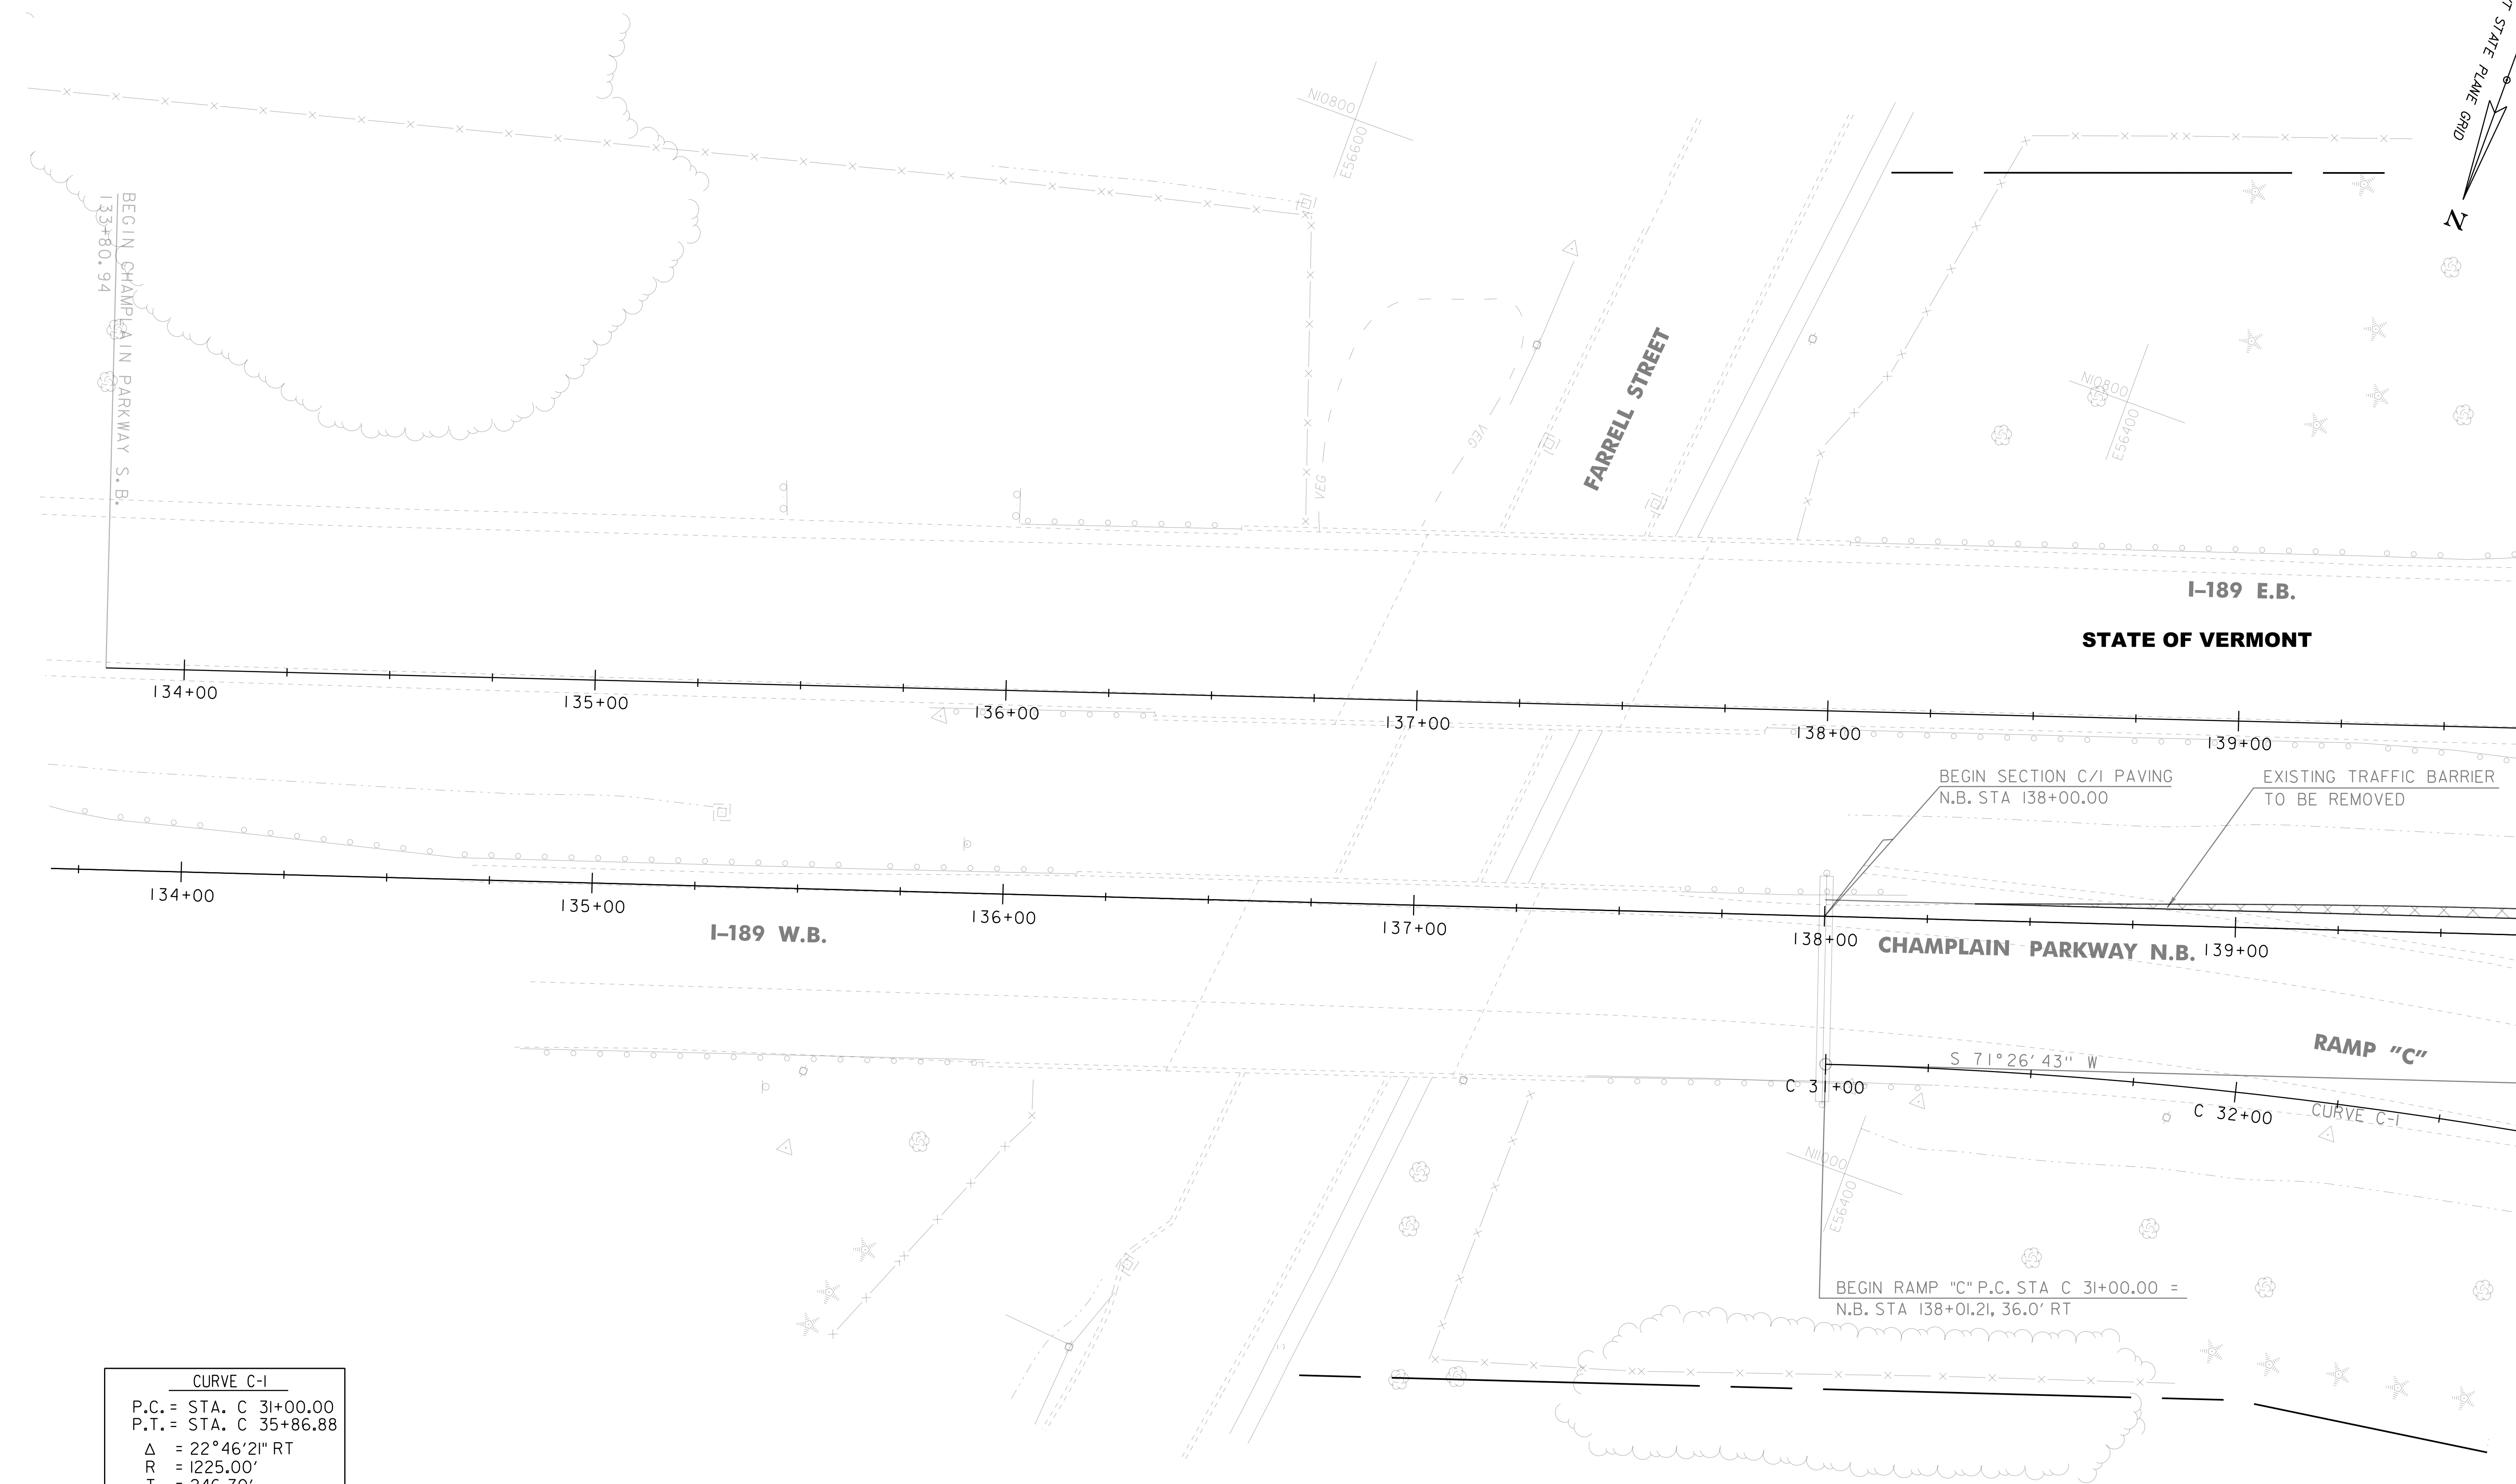 T STATE PLANE GRID
N
N10800
E56600
BEGIN CHAMPLAIN PARKWAY S.B.
133+80.94
FARRELL STREET
N10800
E56400
VEG
VEG
I-189 E.B.
STATE OF VERMONT
134+00
135+00
136+00
137+00
138+00
139+00
BEGIN SECTION C/1 PAVING
N.B. STA 138+00.00
EXISTING TRAFFIC BARRIER
TO BE REMOVED
134+00
135+00
136+00
137+00
138+00
139+00
I-189 W.B.
CHAMPLAIN PARKWAY N.B.
RAMP "C"
S 71°26'43" W
C 31+00
C 32+00
CURVE C-1
N11000
E56400
BEGIN RAMP "C" P.C. STA C 31+00.00 =
N.B. STA 138+01.21, 36.0' RT
CURVE C-1
P.C. = STA. C 31+00.00
P.T. = STA. C 35+86.88
Δ = 22°46'21" RT
R = 1225.00'
T = 246.70'